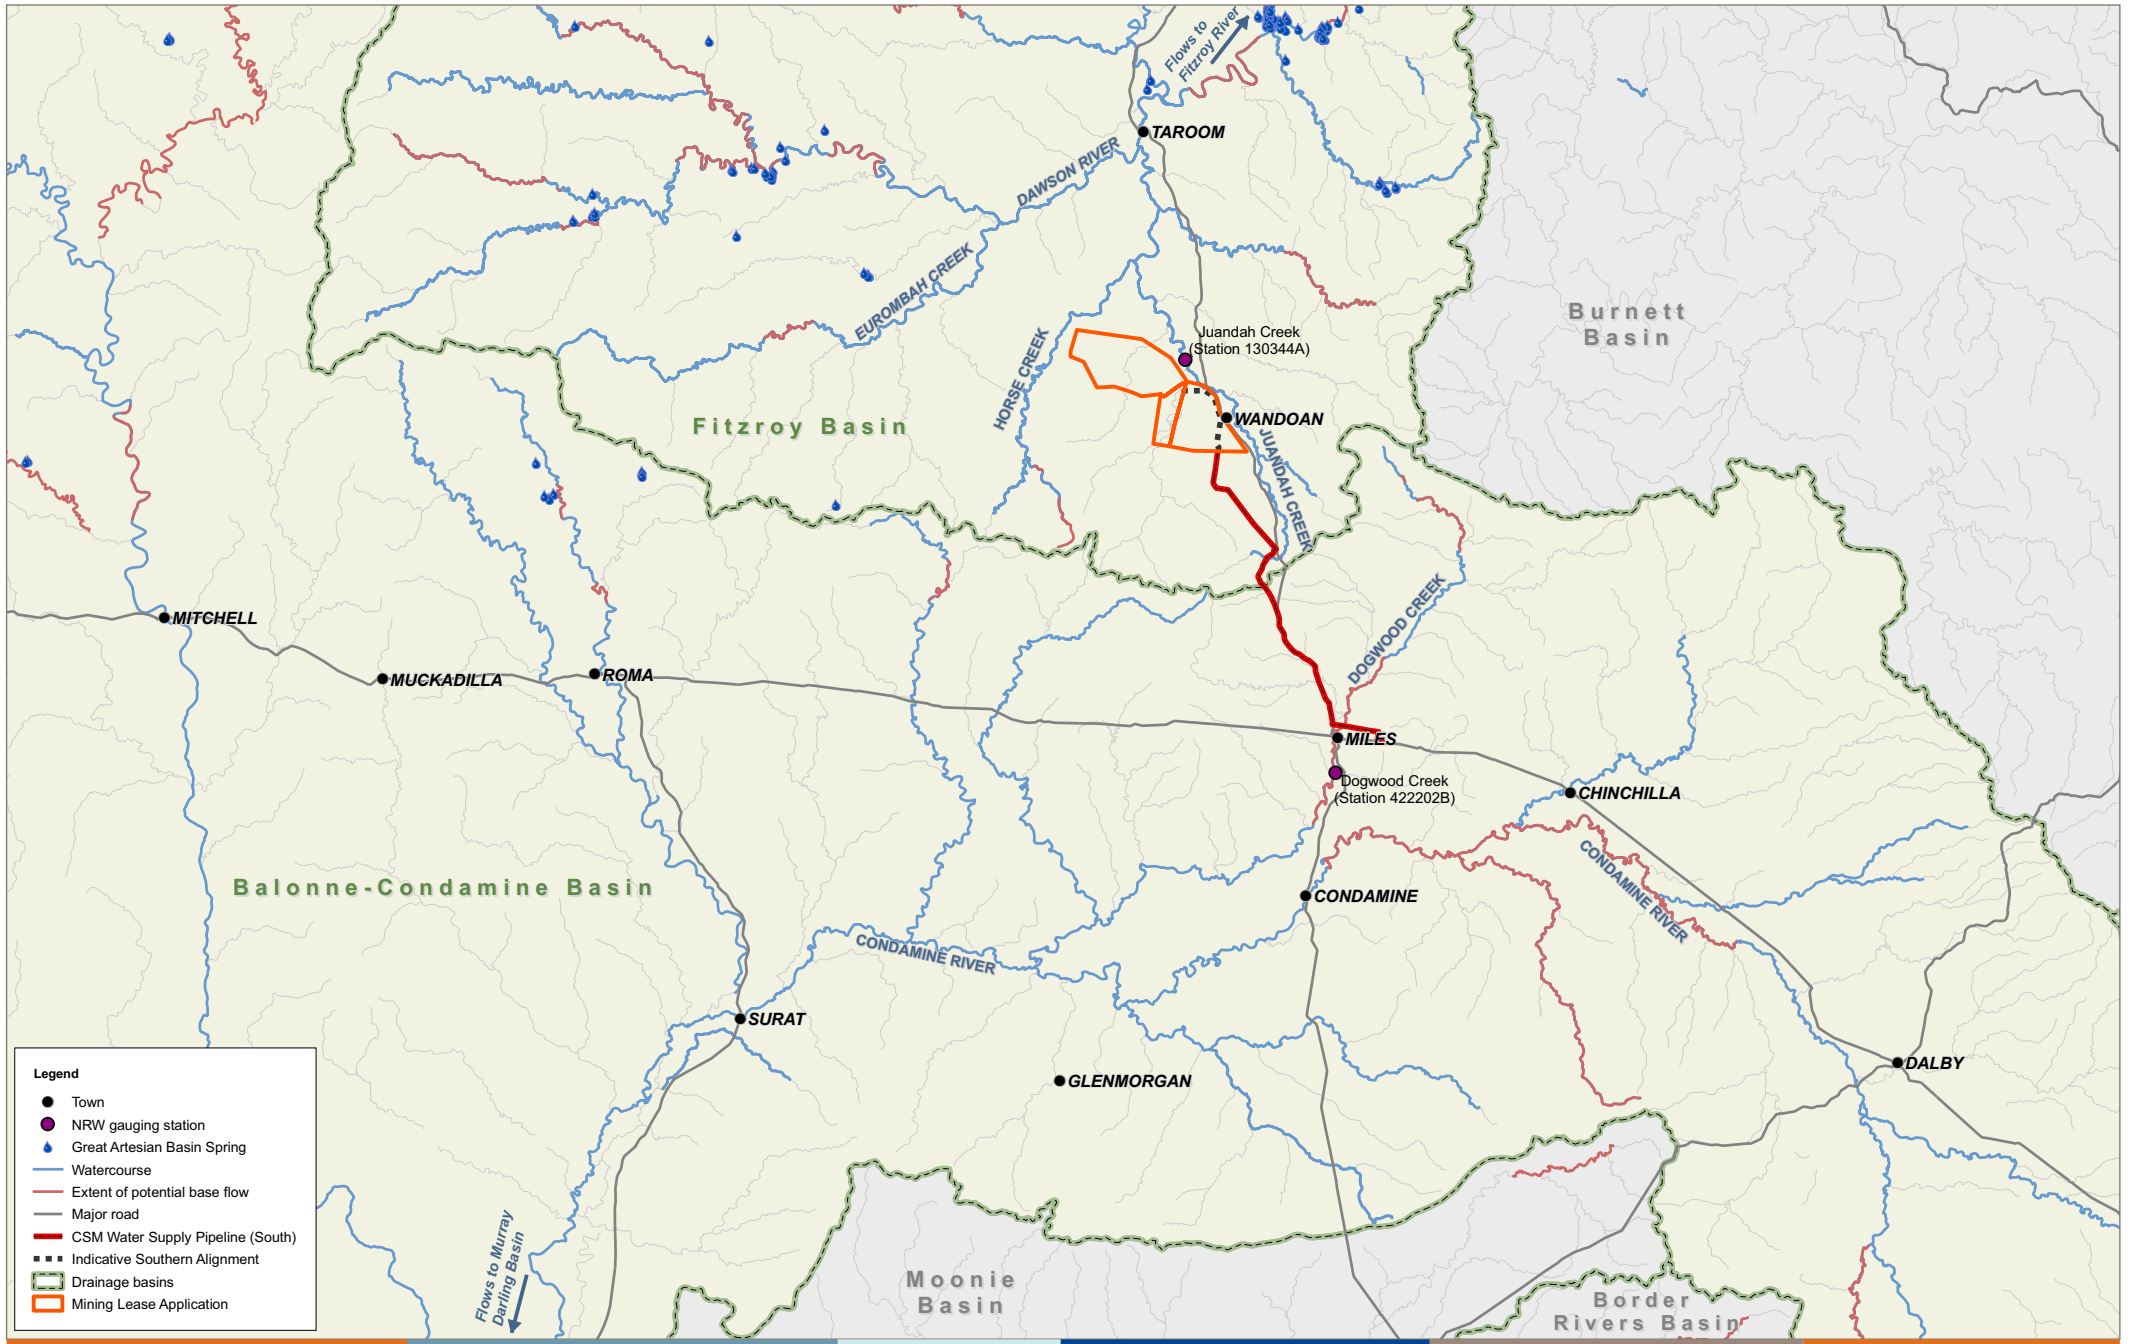 Flows to
Fitzroy River
TAROOM
DAWSON RIVER
EUROMBAH CREEK
Burnett
Basin
Juandah Creek
(Station 130344A)
HORSE CREEK
Fitzroy Basin
WANDOAN
JUANDAH CREEK
DOGWOOD CREEK
MITCHELL
MUCKADILLA
ROMA
MILES
Dogwood Creek
(Station 422202B)
CHINCHILLA
CONDAMINE RIVER
Balonne-Condamine Basin
CONDAMINE
CONDAMINE RIVER
SURAT
GLENMORGAN
DALBY
Legend
Town
NRW gauging station
Great Artesian Basin Spring
Watercourse
Extent of potential base flow
Major road
CSM Water Supply Pipeline (South)
Indicative Southern Alignment
Drainage basins
Mining Lease Application
Flows to Murray
Darling Basin
Moonie
Basin
Border
Rivers Basin